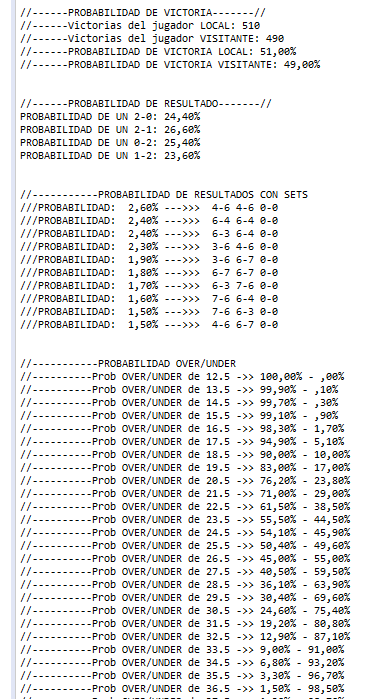 //------PROBABILIDAD DE VICTORIA-------//
//------Victorias del jugador LOCAL: 510
//------Victorias del jugador VISITANTE: 490
//------PROBABILIDAD DE VICTORIA LOCAL: 51,00%
//------PROBABILIDAD DE VICTORIA VISITANTE: 49,00%
//------PROBABILIDAD DE RESULTADO-------//
PROBABILIDAD DE UN 2-0: 24,40%
PROBABILIDAD DE UN 2-1: 26,60%
PROBABILIDAD DE UN 0-2: 25,40%
PROBABILIDAD DE UN 1-2: 23,60%
//-----------PROBABILIDAD DE RESULTADOS CON SETS
///PROBABILIDAD:  2,60% --->>>  4-6 4-6 0-0
///PROBABILIDAD:  2,40% --->>>  6-4 6-4 0-0
///PROBABILIDAD:  2,40% --->>>  6-3 6-4 0-0
///PROBABILIDAD:  2,30% --->>>  3-6 4-6 0-0
///PROBABILIDAD:  1,90% --->>>  3-6 6-7 0-0
///PROBABILIDAD:  1,80% --->>>  6-7 6-7 0-0
///PROBABILIDAD:  1,70% --->>>  6-3 7-6 0-0
///PROBABILIDAD:  1,60% --->>>  7-6 6-4 0-0
///PROBABILIDAD:  1,50% --->>>  7-6 6-3 0-0
///PROBABILIDAD:  1,50% --->>>  4-6 6-7 0-0
//-----------PROBABILIDAD OVER/UNDER
//----------Prob OVER/UNDER de 12.5 ->> 100,00% - ,00%
//----------Prob OVER/UNDER de 13.5 ->> 99,90% - ,10%
//----------Prob OVER/UNDER de 14.5 ->> 99,70% - ,30%
//----------Prob OVER/UNDER de 15.5 ->> 99,10% - ,90%
//----------Prob OVER/UNDER de 16.5 ->> 98,30% - 1,70%
//----------Prob OVER/UNDER de 17.5 ->> 94,90% - 5,10%
//----------Prob OVER/UNDER de 18.5 ->> 90,00% - 10,00%
//----------Prob OVER/UNDER de 19.5 ->> 83,00% - 17,00%
//----------Prob OVER/UNDER de 20.5 ->> 76,20% - 23,80%
//----------Prob OVER/UNDER de 21.5 ->> 71,00% - 29,00%
//----------Prob OVER/UNDER de 22.5 ->> 61,50% - 38,50%
//----------Prob OVER/UNDER de 23.5 ->> 55,50% - 44,50%
//----------Prob OVER/UNDER de 24.5 ->> 54,10% - 45,90%
//----------Prob OVER/UNDER de 25.5 ->> 50,40% - 49,60%
//----------Prob OVER/UNDER de 26.5 ->> 45,00% - 55,00%
//----------Prob OVER/UNDER de 27.5 ->> 40,50% - 59,50%
//----------Prob OVER/UNDER de 28.5 ->> 36,10% - 63,90%
//----------Prob OVER/UNDER de 29.5 ->> 30,40% - 69,60%
//----------Prob OVER/UNDER de 30.5 ->> 24,60% - 75,40%
//----------Prob OVER/UNDER de 31.5 ->> 19,20% - 80,80%
//----------Prob OVER/UNDER de 32.5 ->> 12,90% - 87,10%
//----------Prob OVER/UNDER de 33.5 ->> 9,00% - 91,00%
//----------Prob OVER/UNDER de 34.5 ->> 6,80% - 93,20%
//----------Prob OVER/UNDER de 35.5 ->> 3,30% - 96,70%
//----------Prob OVER/UNDER de 36.5 ->> 1,50% - 98,50%